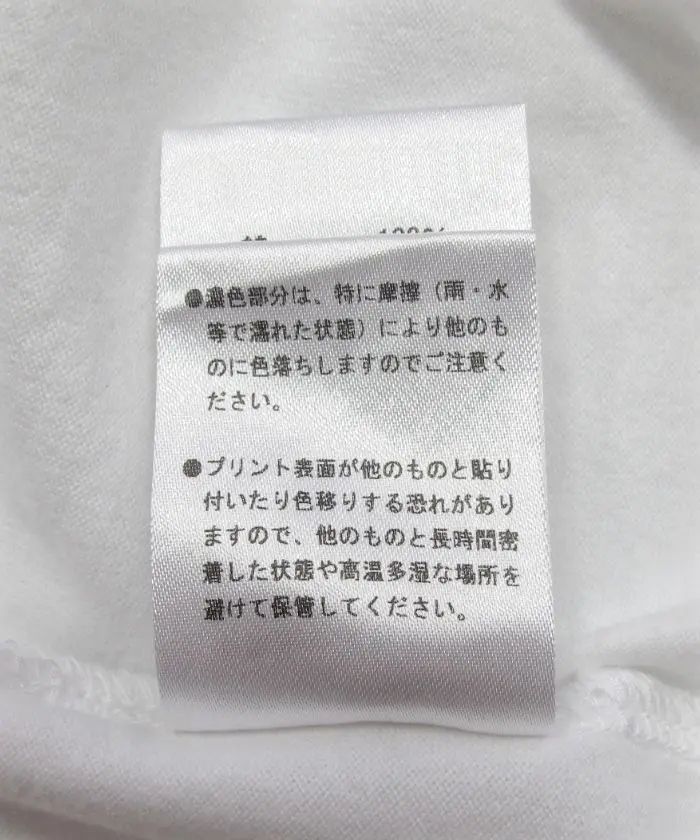 ●濃色部分は、特に摩擦（雨・水
等で濡れた状態）により他のも
のに色落ちしますのでご注意く
ださい。
●プリント表面が他のものと貼り
付いたり色移りする恐れがあり
ますので、他のものと長時間密
着した状態や高温多湿な場所を
避けて保管してください。